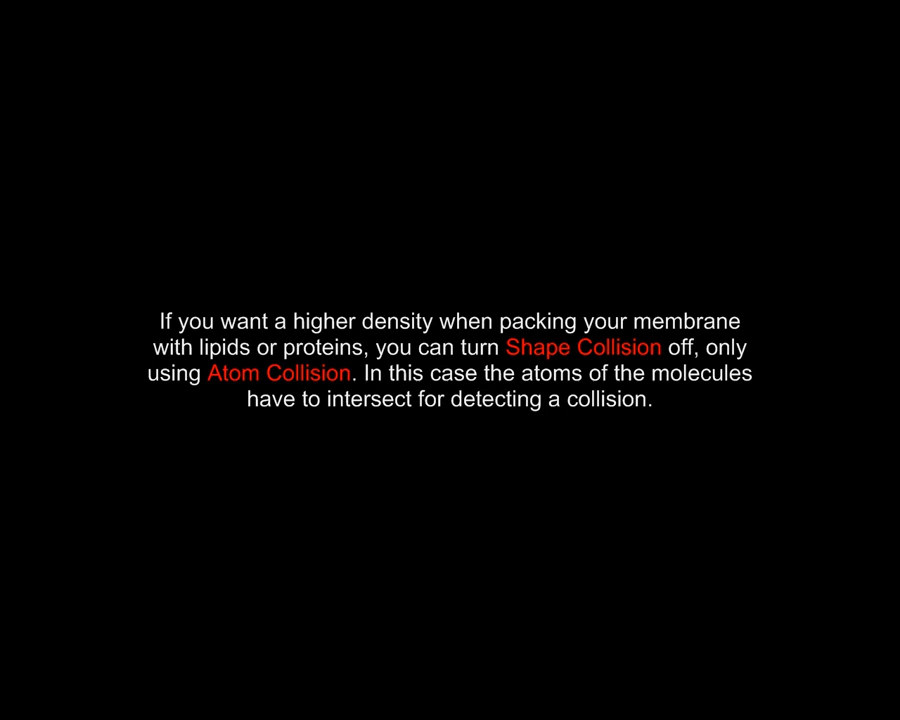 If you want a higher density when packing your membrane
with lipids or proteins, you can turn Shape Collision off, only
using Atom Collision. In this case the atoms of the molecules
have to intersect for detecting a collision.